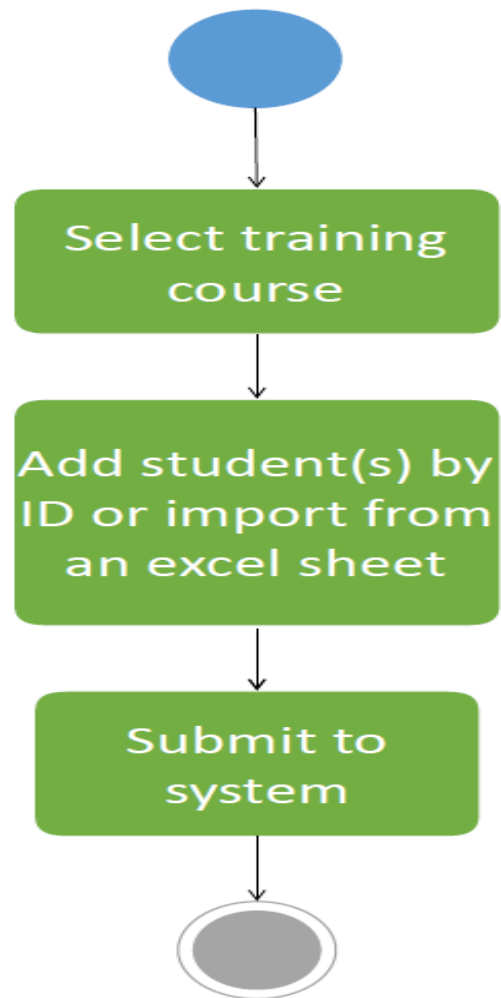 Select training
course
Add student(s) by
ID or import from
an excel sheet
Submit to
system